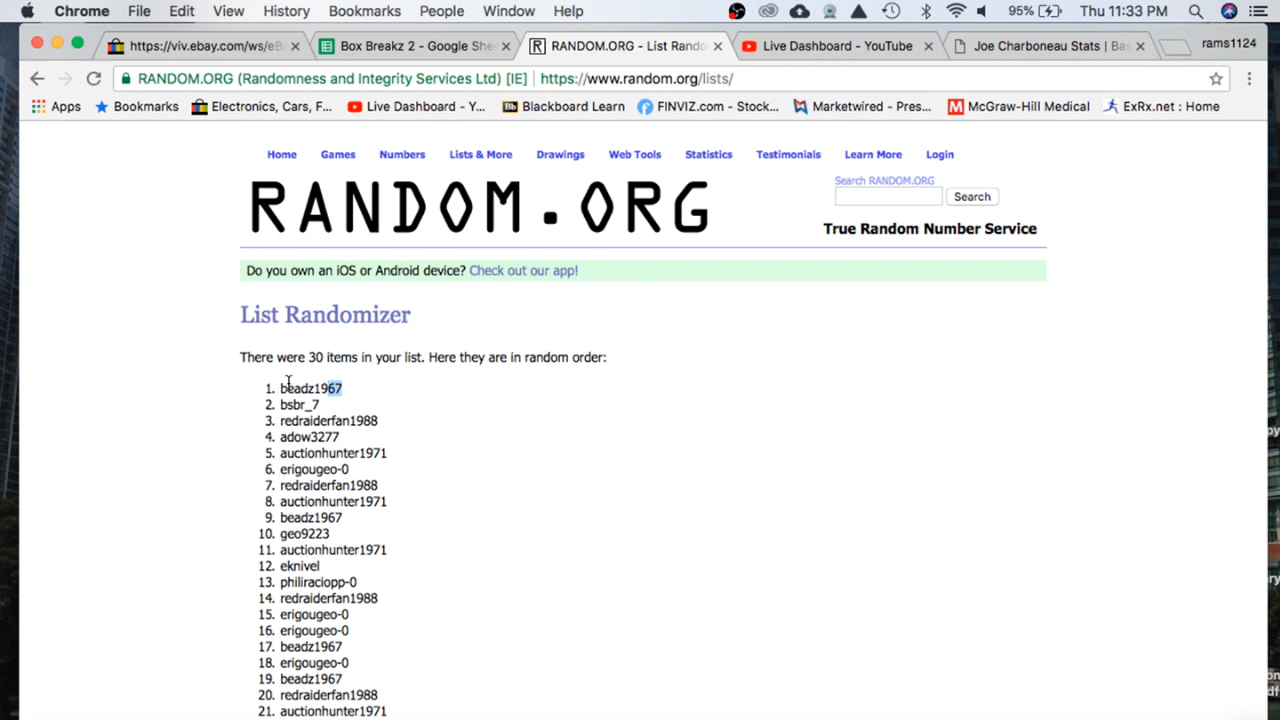 Chrome File Edit View History Bookmarks People Window Help 95% Thu 11:33 PM
https://viv.ebay.com/ws/eB Box Breakz 2 - Google She RANDOM.ORG - List Rando Live Dashboard - YouTube Joe Charboneau Stats | Bas rams1124
RANDOM.ORG (Randomness and Integrity Services Ltd) [IE] https://www.random.org/lists/
Apps Bookmarks Electronics, Cars, F... Live Dashboard - Y... Bb Blackboard Learn FINVIZ.com - Stock... Marketwired - Pres... M McGraw-Hill Medical ExRx.net : Home
Home Games Numbers Lists & More Drawings Web Tools Statistics Testimonials Learn More Login
Search RANDOM.ORG
RANDOM.ORG
Search
True Random Number Service
Do you own an iOS or Android device? Check out our app!
List Randomizer
There were 30 items in your list. Here they are in random order:
1. beadz1967
2. bsbr_7
3. redraiderfan1988
4. adow3277
5. auctionhunter1971
6. erigougeo-0
7. redraiderfan1988
8. auctionhunter1971
9. beadz1967
10. geo9223
11. auctionhunter1971
12. eknivel
13. philiraciopp-0
14. redraiderfan1988
15. erigougeo-0
16. erigougeo-0
17. beadz1967
18. erigougeo-0
19. beadz1967
20. redraiderfan1988
21. auctionhunter1971